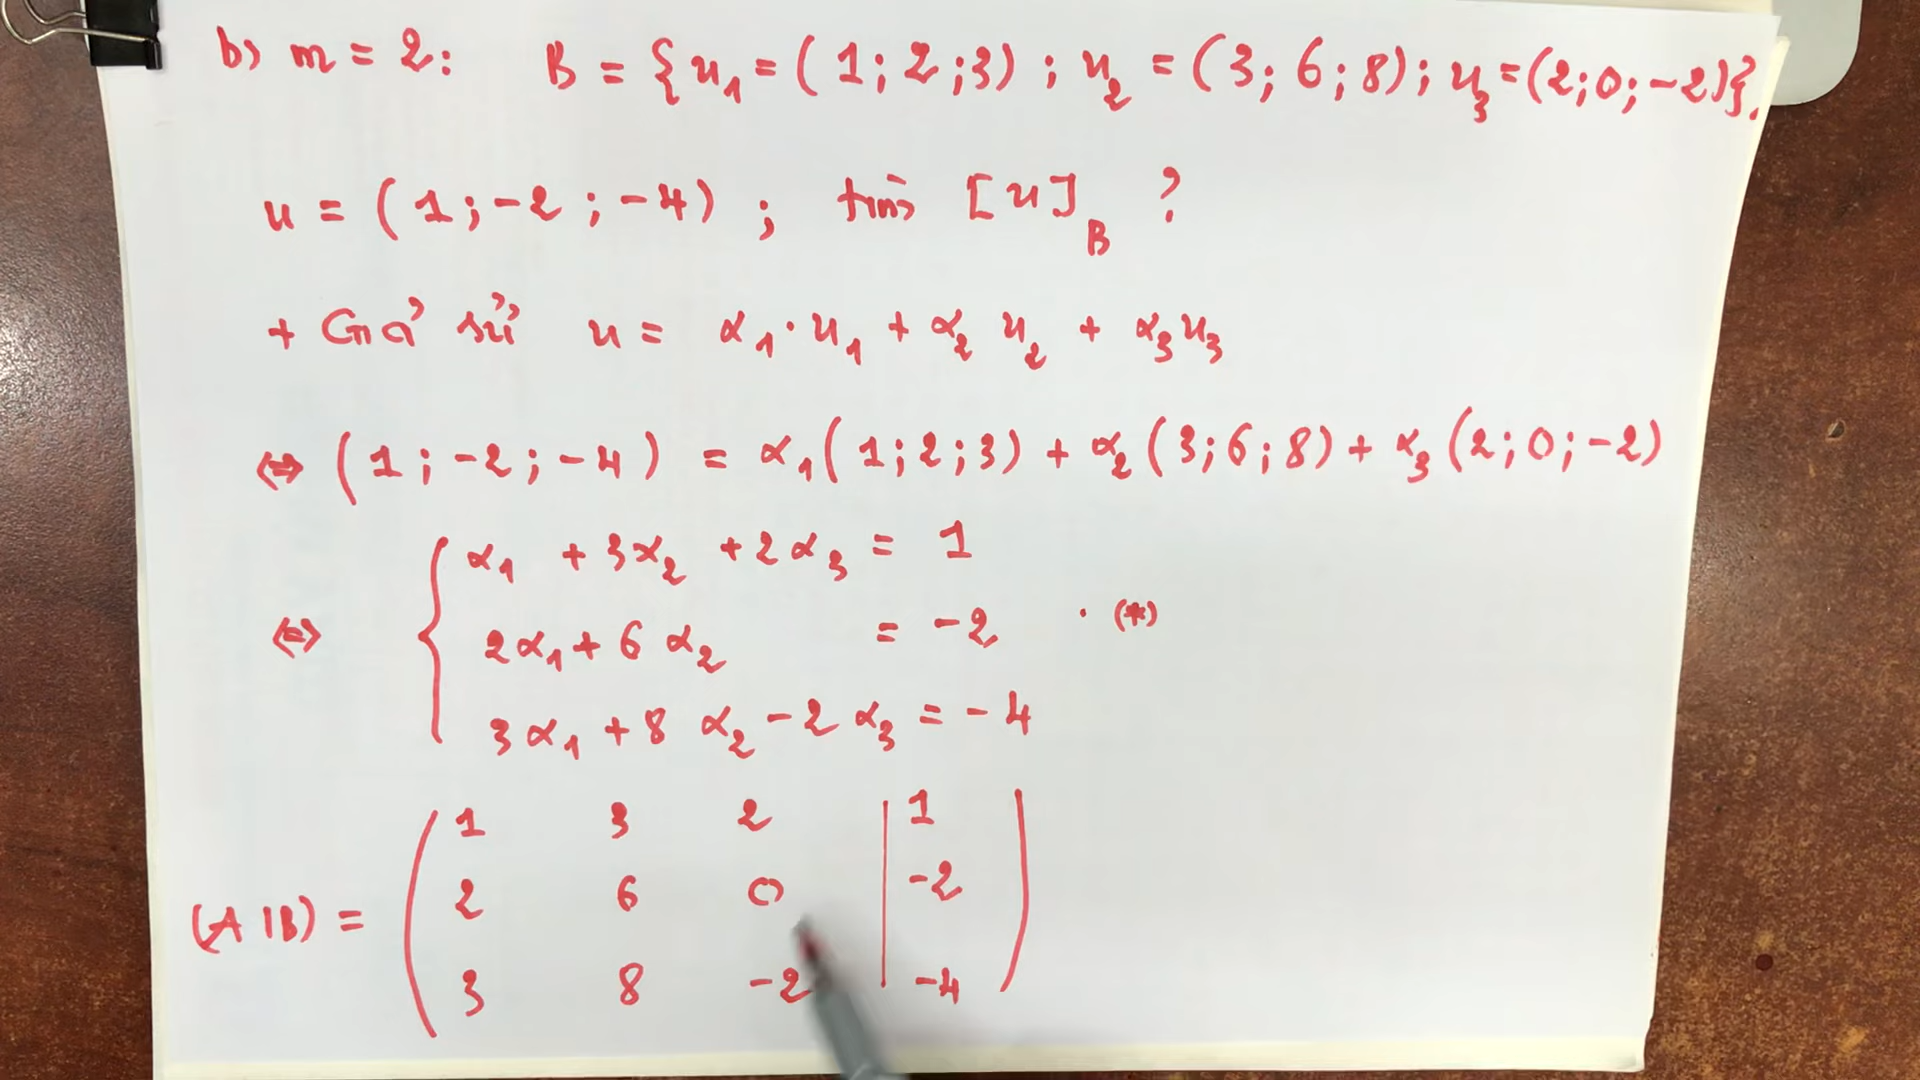 b) m = 2: B = {u₁ = (1; 2; 3); u₂ = (3; 6; 8); u₃ = (2; 0; -2)}.
u = (1; -2; -4); tìm [u]_B ?
+ Giả sử u = α₁·u₁ + α₂ u₂ + α₃ u₃
⇔ (1; -2; -4) = α₁(1; 2; 3) + α₂(3; 6; 8) + α₃(2; 0; -2)
α₁ + 3α₂ + 2α₃ = 1
⇔ { 2α₁ + 6α₂ = -2 . (*)
3α₁ + 8α₂ - 2α₃ = -4
1 3 2 | 1
(A|B) = ( 2 6 0 | -2 )
3 8 -2 | -4